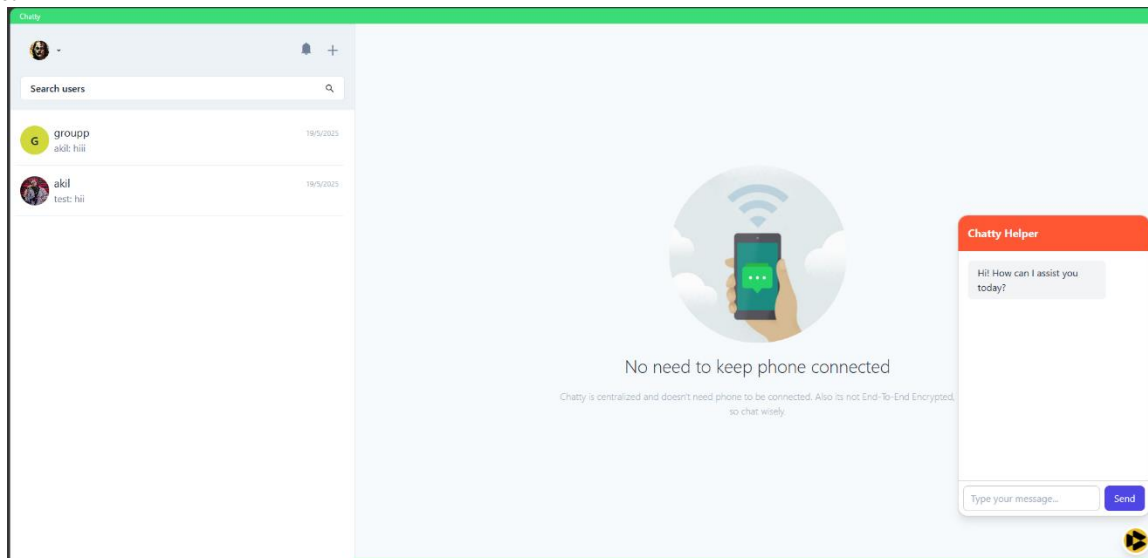 Chatty
Search users
G
groupp
19/5/2025
akil: hiii
akil
19/5/2025
test: hii
No need to keep phone connected
Chatty is centralized and doesn't need phone to be connected. Also its not End-To-End Encrypted,
so chat wisely.
Chatty Helper
Hi! How can I assist you
today?
Type your message...
Send